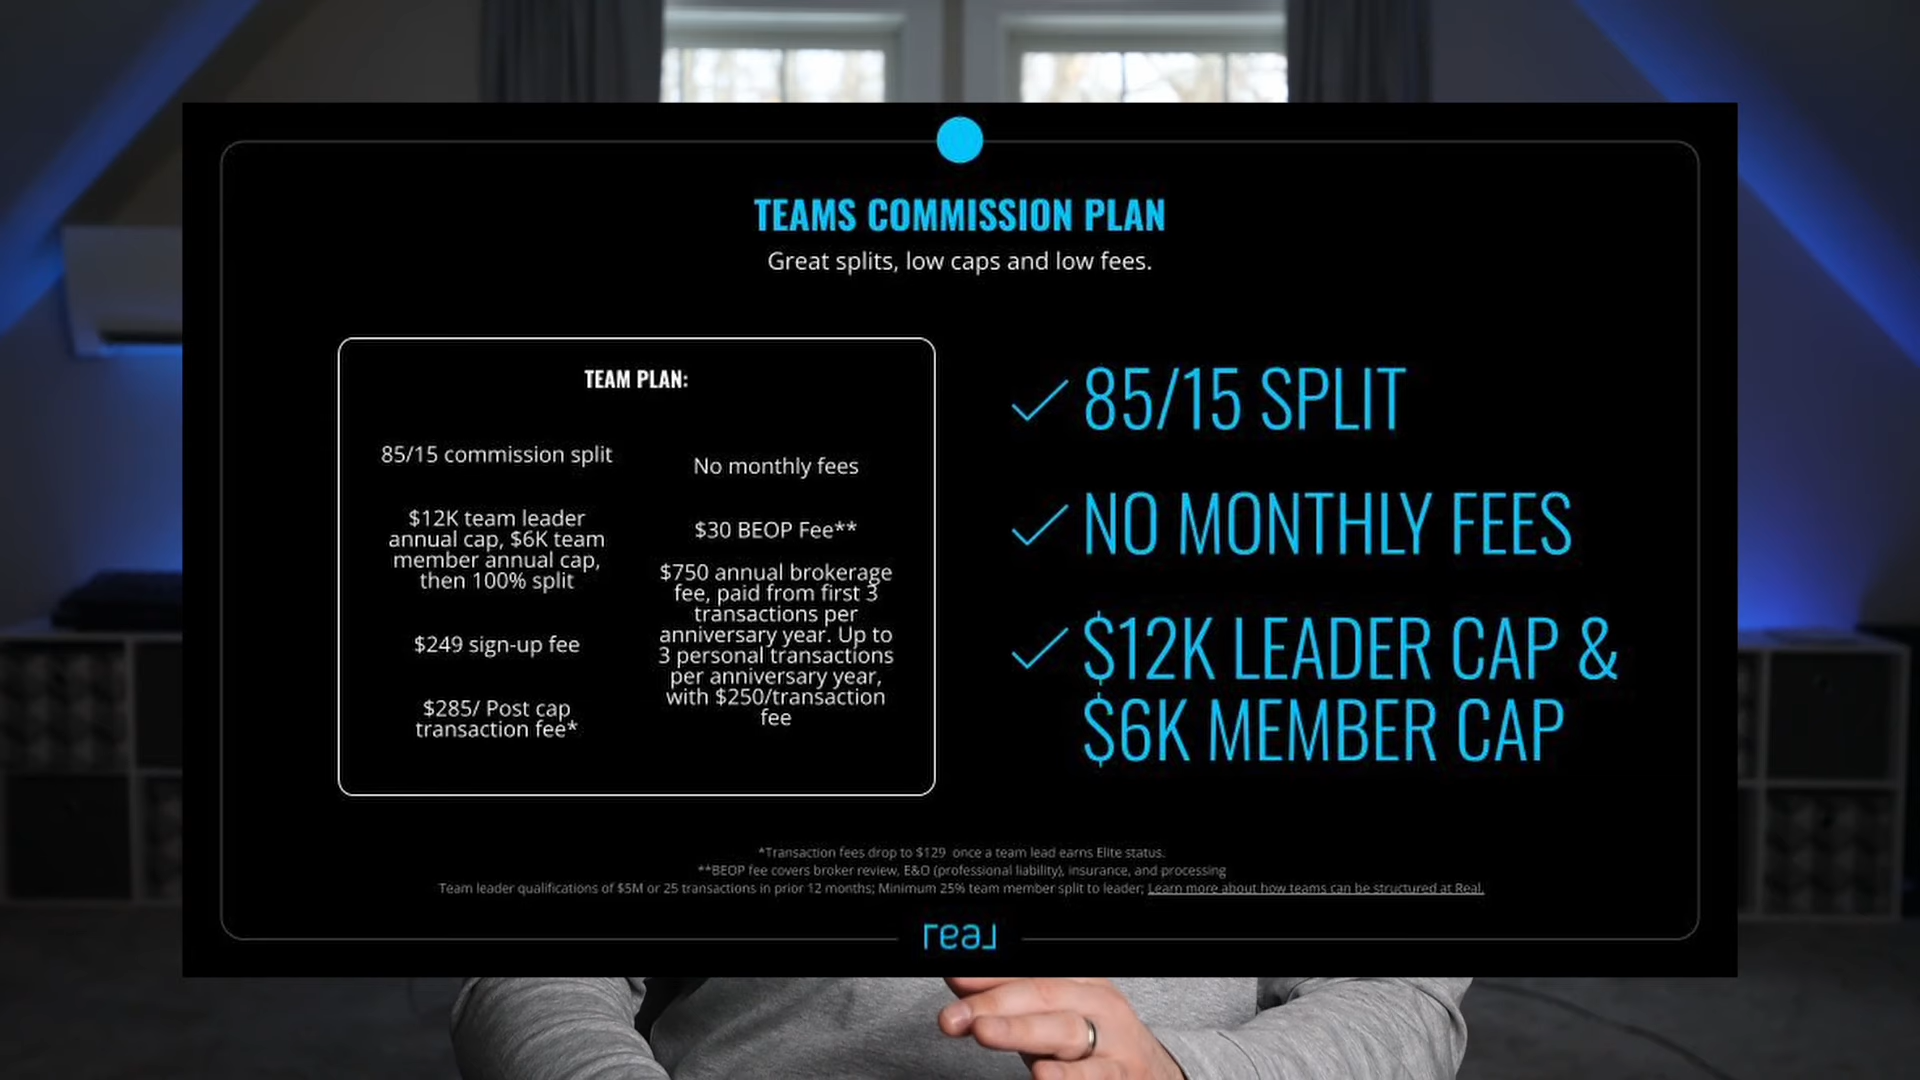 TEAMS COMMISSION PLAN
Great splits, low caps and low fees.
TEAM PLAN:
85/15 commission split
$12K team leader
annual cap, $6K team
member annual cap,
then 100% split
$249 sign-up fee
$285/ Post cap
transaction fee*
No monthly fees
$30 BEOP Fee**
$750 annual brokerage
fee, paid from first 3
transactions per
anniversary year. Up to
3 personal transactions
per anniversary year,
with $250/transaction
fee
85/15 SPLIT
NO MONTHLY FEES
$12K LEADER CAP &
$6K MEMBER CAP
*Transaction fees drop to $129 once a team lead earns Elite status.
**BEOP fee covers broker review, E&O (professional liability), insurance, and processing
Team leader qualifications of $5M or 25 transactions in prior 12 months; Minimum 25% team member split to leader; Learn more about how teams can be structured at Real.
real